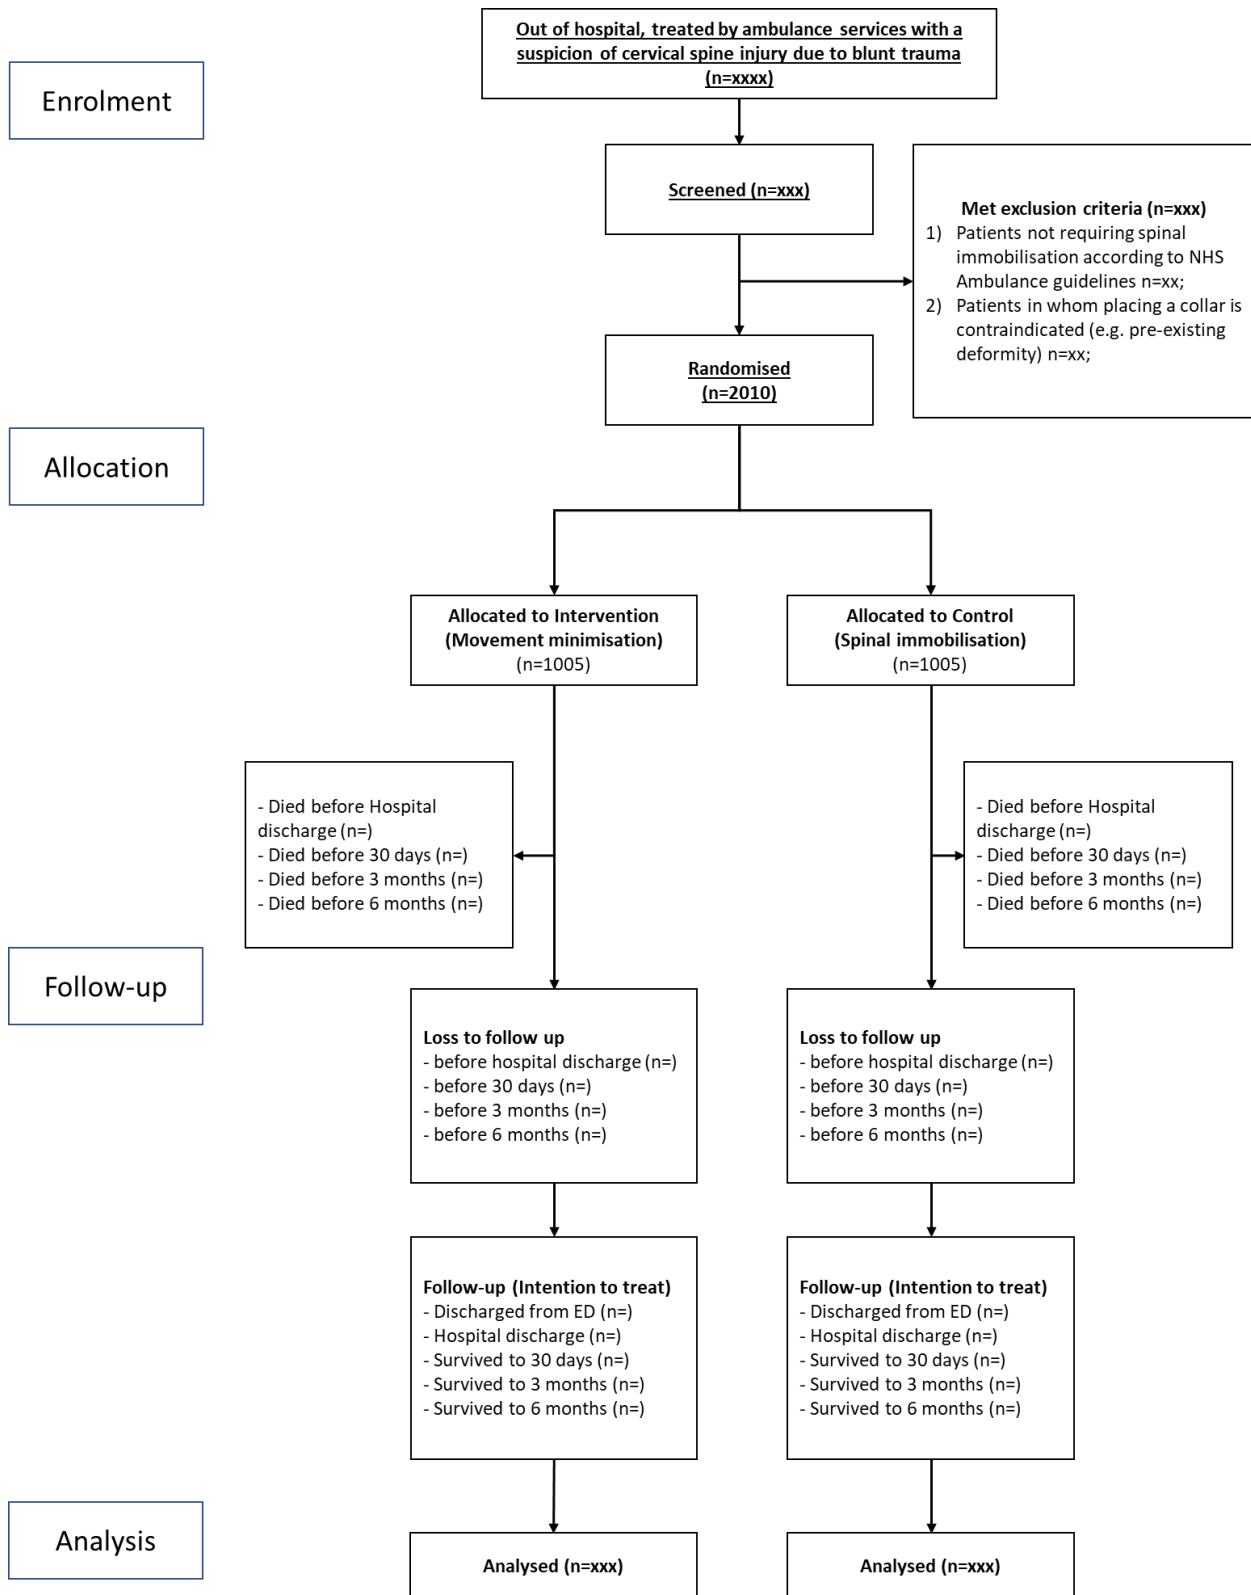 Out of hospital, treated by ambulance services with a
suspicion of cervical spine injury due to blunt trauma
(n=xxxx)
Enrolment
Screened (n=xxx)
Met exclusion criteria (n=xxx)
1) Patients not requiring spinal
immobilisation according to NHS
Ambulance guidelines n=xx;
2) Patients in whom placing a collar is
contraindicated (e.g. pre-existing
deformity) n=xx;
Randomised
(n=2010)
Allocation
Allocated to Intervention
(Movement minimisation)
(n=1005)
Allocated to Control
(Spinal immobilisation)
(n=1005)
- Died before Hospital
discharge (n=)
- Died before 30 days (n=)
- Died before 3 months (n=)
- Died before 6 months (n=)
- Died before Hospital
discharge (n=)
- Died before 30 days (n=)
- Died before 3 months (n=)
- Died before 6 months (n=)
Follow-up
Loss to follow up
- before hospital discharge (n=)
- before 30 days (n=)
- before 3 months (n=)
- before 6 months (n=)
Loss to follow up
- before hospital discharge (n=)
- before 30 days (n=)
- before 3 months (n=)
- before 6 months (n=)
Follow-up (Intention to treat)
- Discharged from ED (n=)
- Hospital discharge (n=)
- Survived to 30 days (n=)
- Survived to 3 months (n=)
- Survived to 6 months (n=)
Follow-up (Intention to treat)
- Discharged from ED (n=)
- Hospital discharge (n=)
- Survived to 30 days (n=)
- Survived to 3 months (n=)
- Survived to 6 months (n=)
Analysis
Analysed (n=xxx)
Analysed (n=xxx)